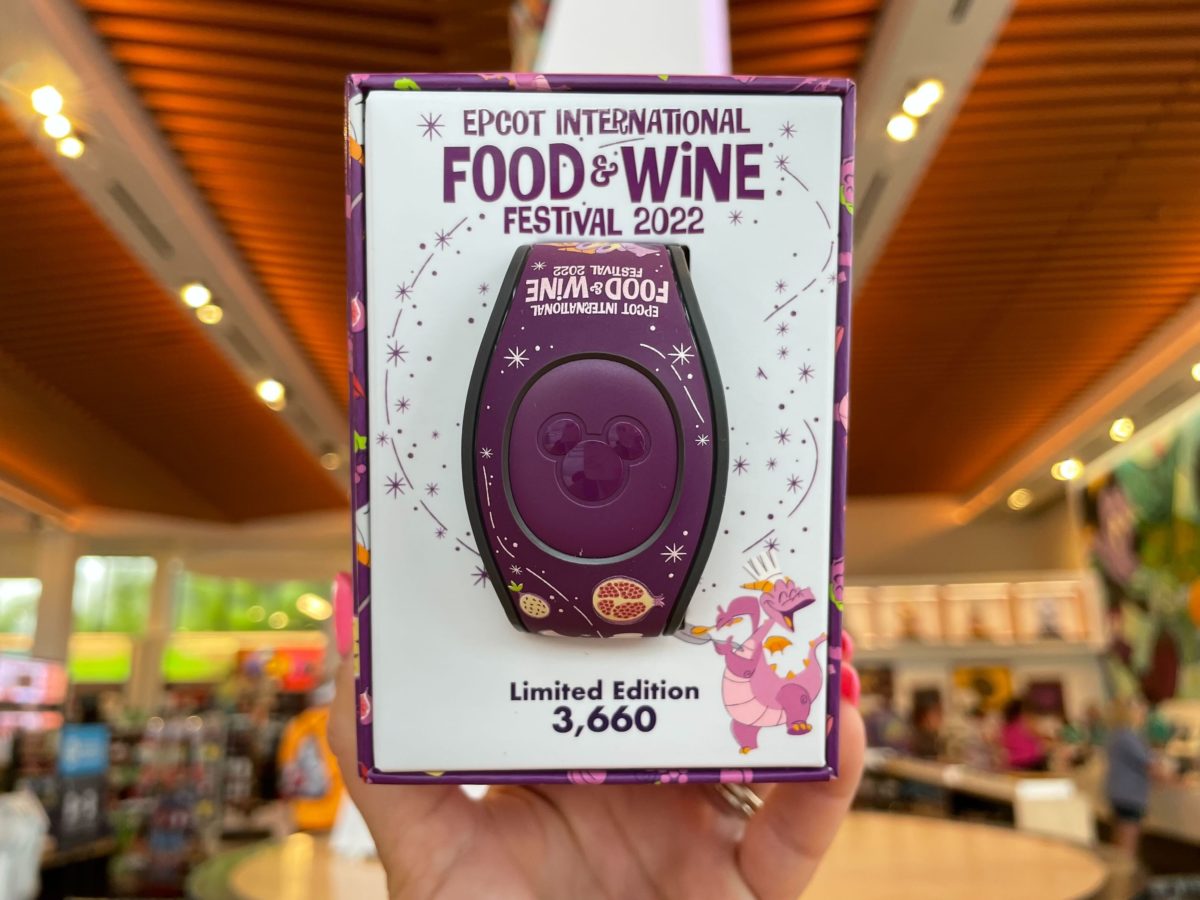 EPCOT INTERNATIONAL
FOOD & WiNE
FESTiVAL 2022
EPCOT INTERNATIONAL
FOOD & WiNE
FESTiVAL 2022
Limited Edition
3,660